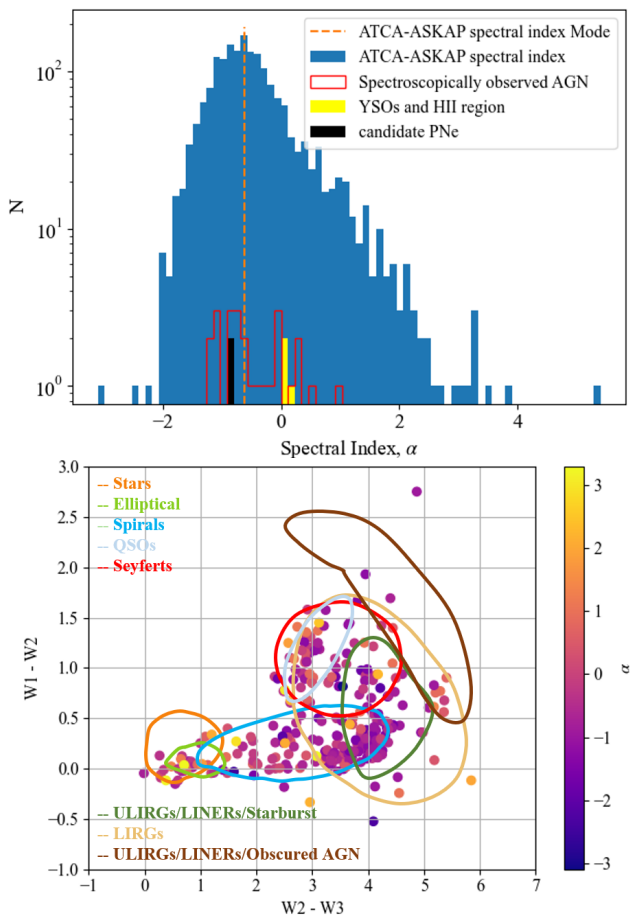 ATCA-ASKAP spectral index Mode
ATCA-ASKAP spectral index
Spectroscopically observed AGN
YSOs and HII region
candidate PNe
10²
10¹
10⁰
N
−2
0
2
4
Spectral Index, α
3.0
2.5
2.0
1.5
1.0
0.5
0.0
−0.5
−1.0
W1 - W2
-- Stars
-- Elliptical
-- Spirals
-- QSOs
-- Seyferts
-- ULIRGs/LINERs/Starburst
-- LIRGs
-- ULIRGs/LINERs/Obscured AGN
−1
0
1
2
3
4
5
6
7
W2 - W3
3
2
1
0
−1
−2
−3
α